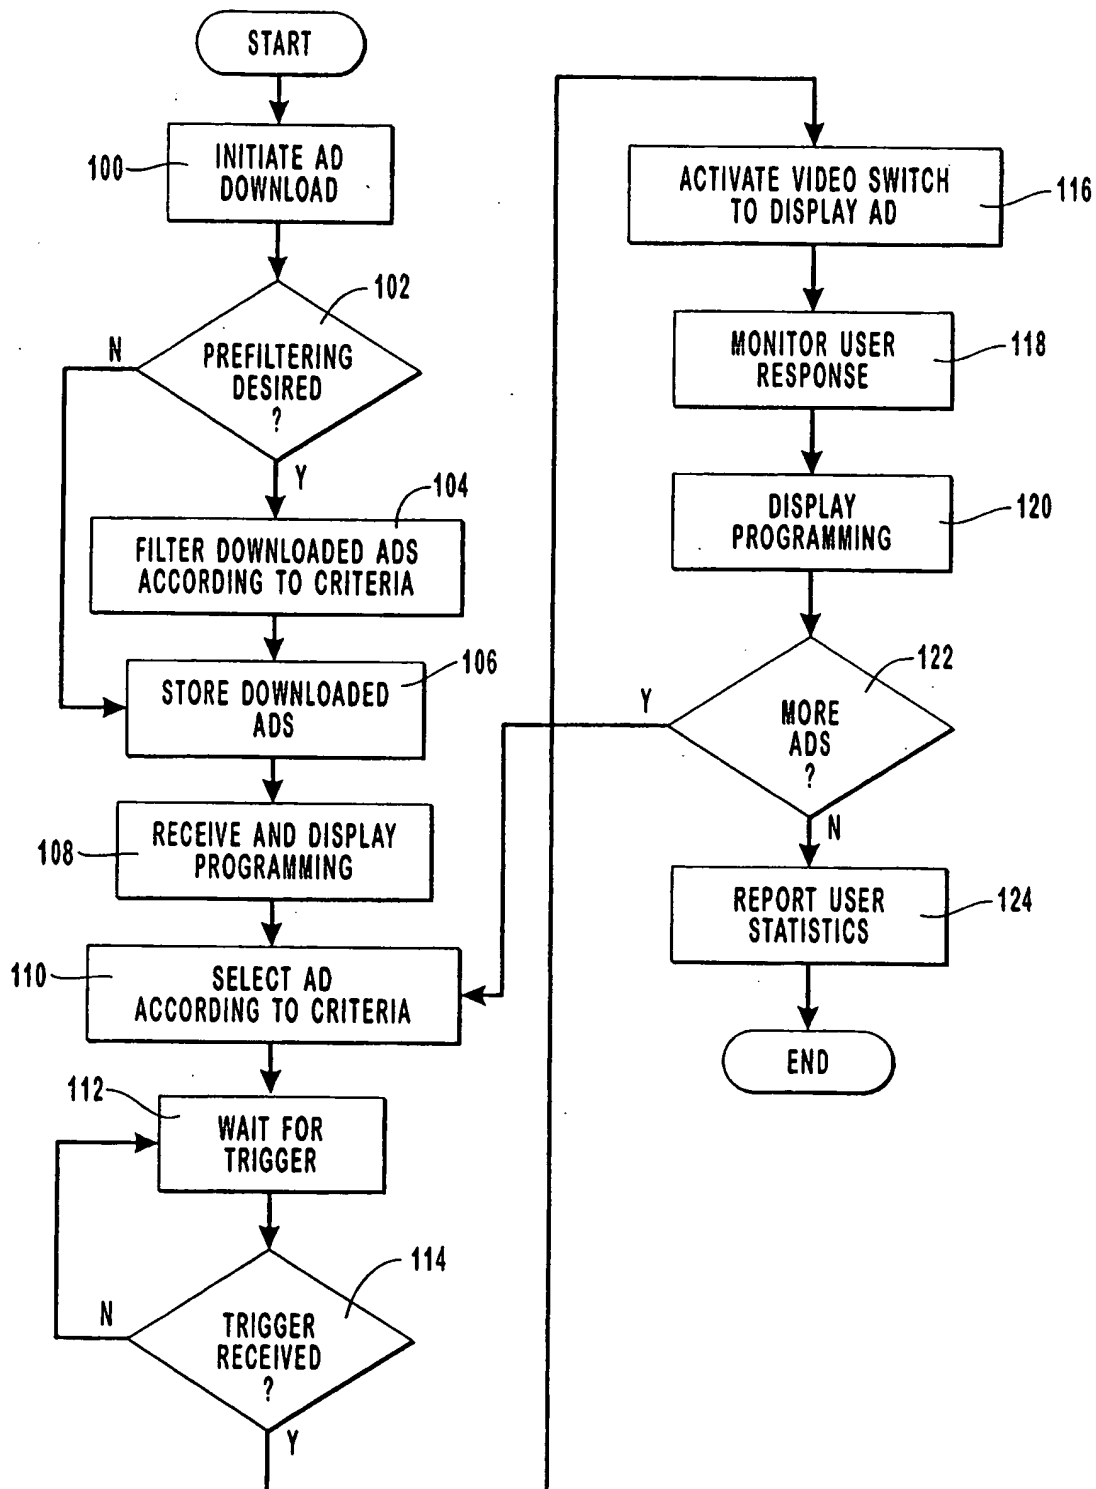 START
100
INITIATE AD
DOWNLOAD
102
N
PREFILTERING
DESIRED
?
Y
104
FILTER DOWNLOADED ADS
ACCORDING TO CRITERIA
106
STORE DOWNLOADED
ADS
108
RECEIVE AND DISPLAY
PROGRAMMING
110
SELECT AD
ACCORDING TO CRITERIA
112
WAIT FOR
TRIGGER
114
N
TRIGGER
RECEIVED
?
Y
ACTIVATE VIDEO SWITCH
TO DISPLAY AD
116
MONITOR USER
RESPONSE
118
DISPLAY
PROGRAMMING
120
122
Y
MORE
ADS
?
N
REPORT USER
STATISTICS
124
END